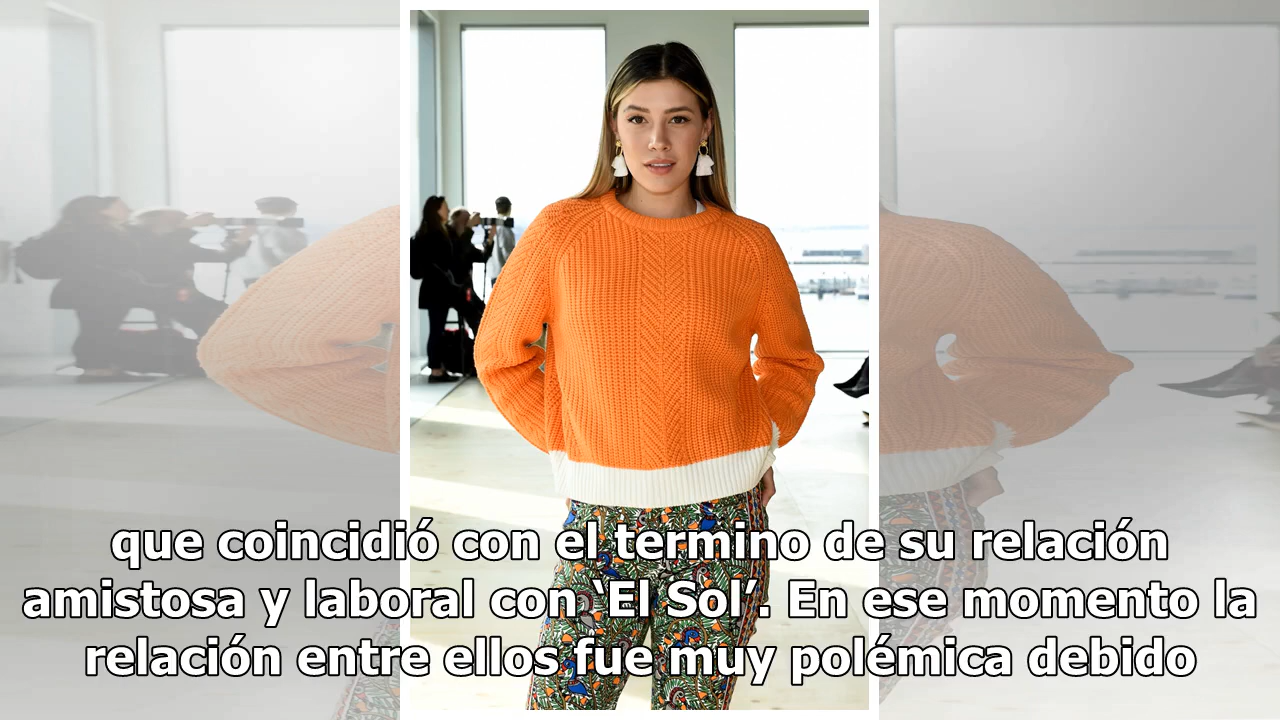 que coincidió con el termino de su relación
amistosa y laboral con ‘El Sol’. En ese momento la
relación entre ellos fue muy polémica debido